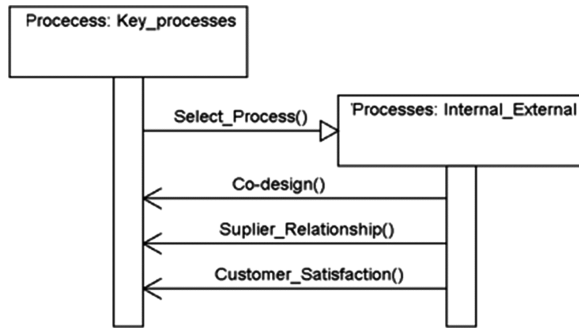 Procecess: Key_processes
Processes: Internal_External
Select_Process()
Co-design()
Suplier_Relationship()
Customer_Satisfaction()